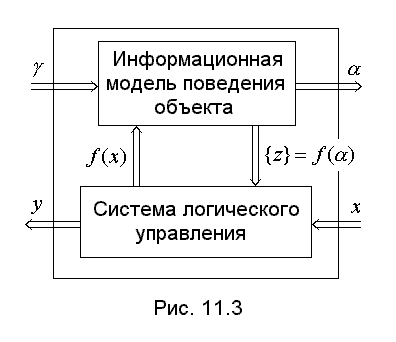 γ
Информационная
модель поведения
объекта
α
f(x)
{z}= f(α)
y
Система логического
управления
x
Рис. 11.3